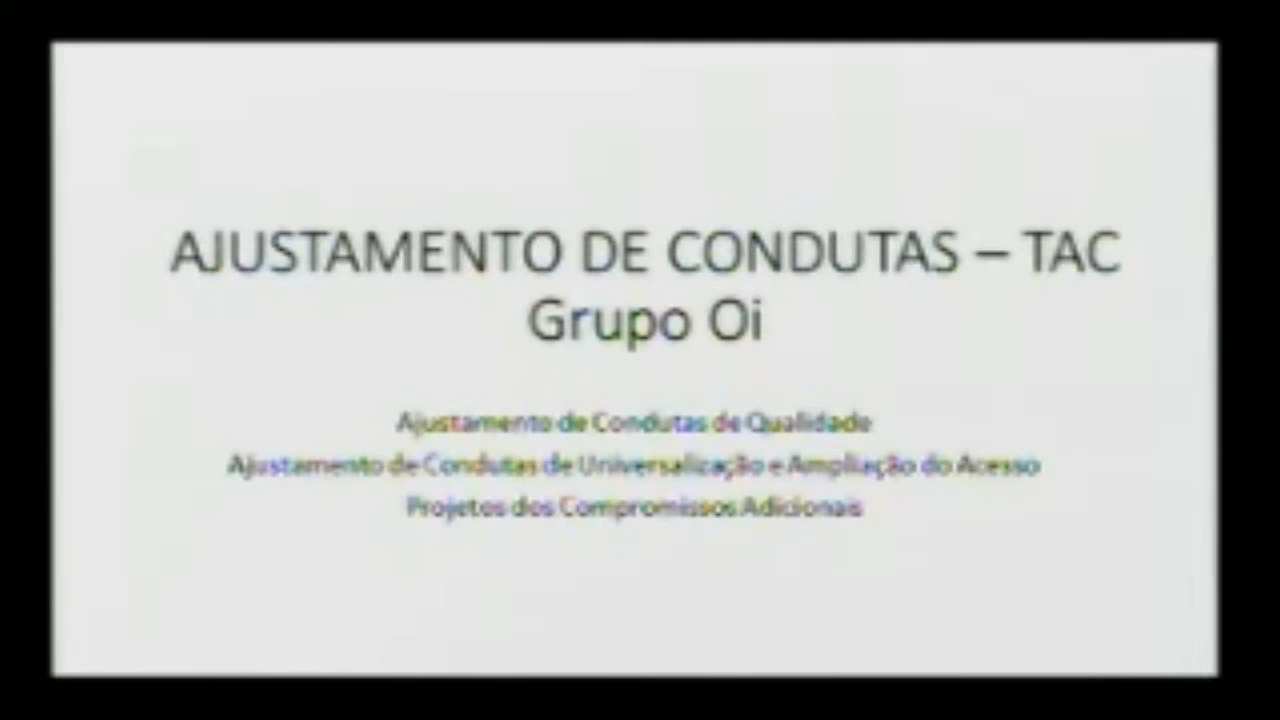 AJUSTAMENTO DE CONDUTAS – TAC
Grupo Oi
Ajustamento de Condutas de Qualidade
Ajustamento de Condutas de Universalização e Ampliação do Acesso
Projetos dos Compromissos Adicionais